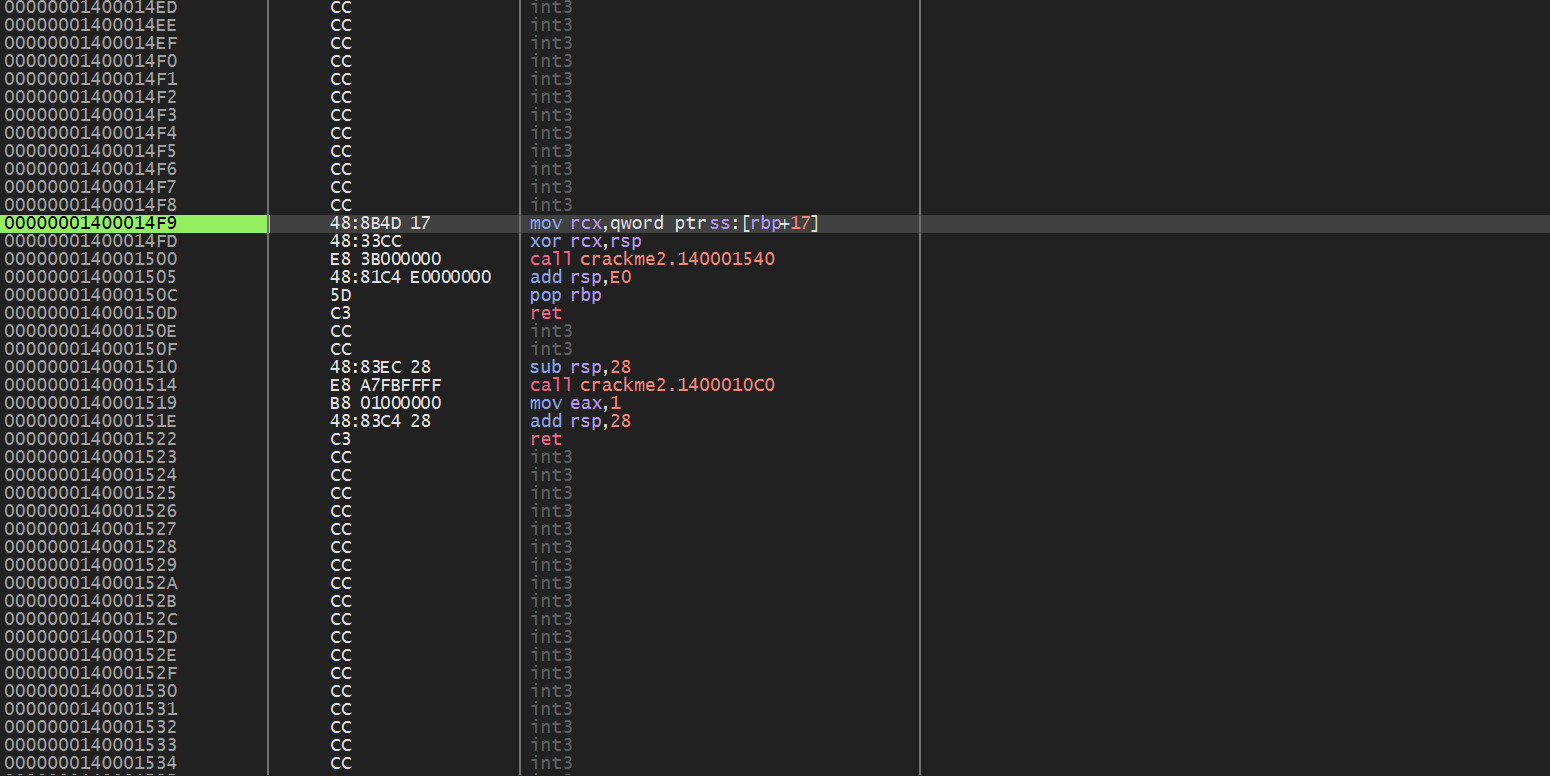 00000001400014ED CC int3
00000001400014EE CC int3
00000001400014EF CC int3
00000001400014F0 CC int3
00000001400014F1 CC int3
00000001400014F2 CC int3
00000001400014F3 CC int3
00000001400014F4 CC int3
00000001400014F5 CC int3
00000001400014F6 CC int3
00000001400014F7 CC int3
00000001400014F8 CC int3
00000001400014F9 48:8B4D 17 mov rcx,qword ptr ss:[rbp+17]
00000001400014FD 48:33CC xor rcx,rsp
0000000140001500 E8 3B000000 call crackme2.140001540
0000000140001505 48:81C4 E0000000 add rsp,E0
000000014000150C 5D pop rbp
000000014000150D C3 ret
000000014000150E CC int3
000000014000150F CC int3
0000000140001510 48:83EC 28 sub rsp,28
0000000140001514 E8 A7FBFFFF call crackme2.1400010C0
0000000140001519 B8 01000000 mov eax,1
000000014000151E 48:83C4 28 add rsp,28
0000000140001522 C3 ret
0000000140001523 CC int3
0000000140001524 CC int3
0000000140001525 CC int3
0000000140001526 CC int3
0000000140001527 CC int3
0000000140001528 CC int3
0000000140001529 CC int3
000000014000152A CC int3
000000014000152B CC int3
000000014000152C CC int3
000000014000152D CC int3
000000014000152E CC int3
000000014000152F CC int3
0000000140001530 CC int3
0000000140001531 CC int3
0000000140001532 CC int3
0000000140001533 CC int3
0000000140001534 CC int3